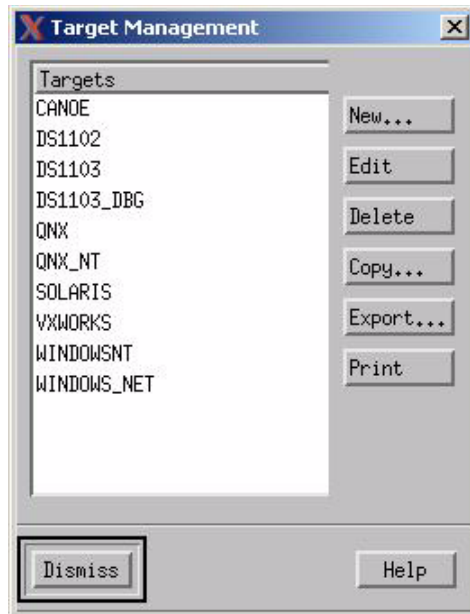 Target Management
Targets
CANOE
DS1102
DS1103
DS1103_DBG
QNX
QNX_NT
SOLARIS
VXWORKS
WINDOWSNT
WINDOWS_NET
New...
Edit
Delete
Copy...
Export...
Print
Dismiss
Help